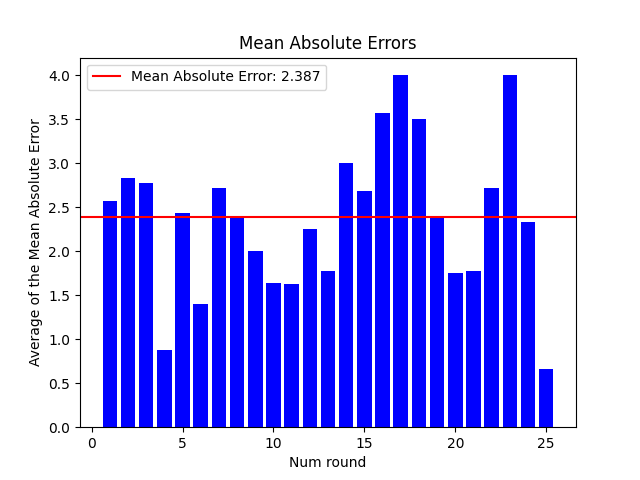 Mean Absolute Errors
Mean Absolute Error: 2.387
Average of the Mean Absolute Error
4.0
3.5
3.0
2.5
2.0
1.5
1.0
0.5
0.0
0 5 10 15 20 25
Num round